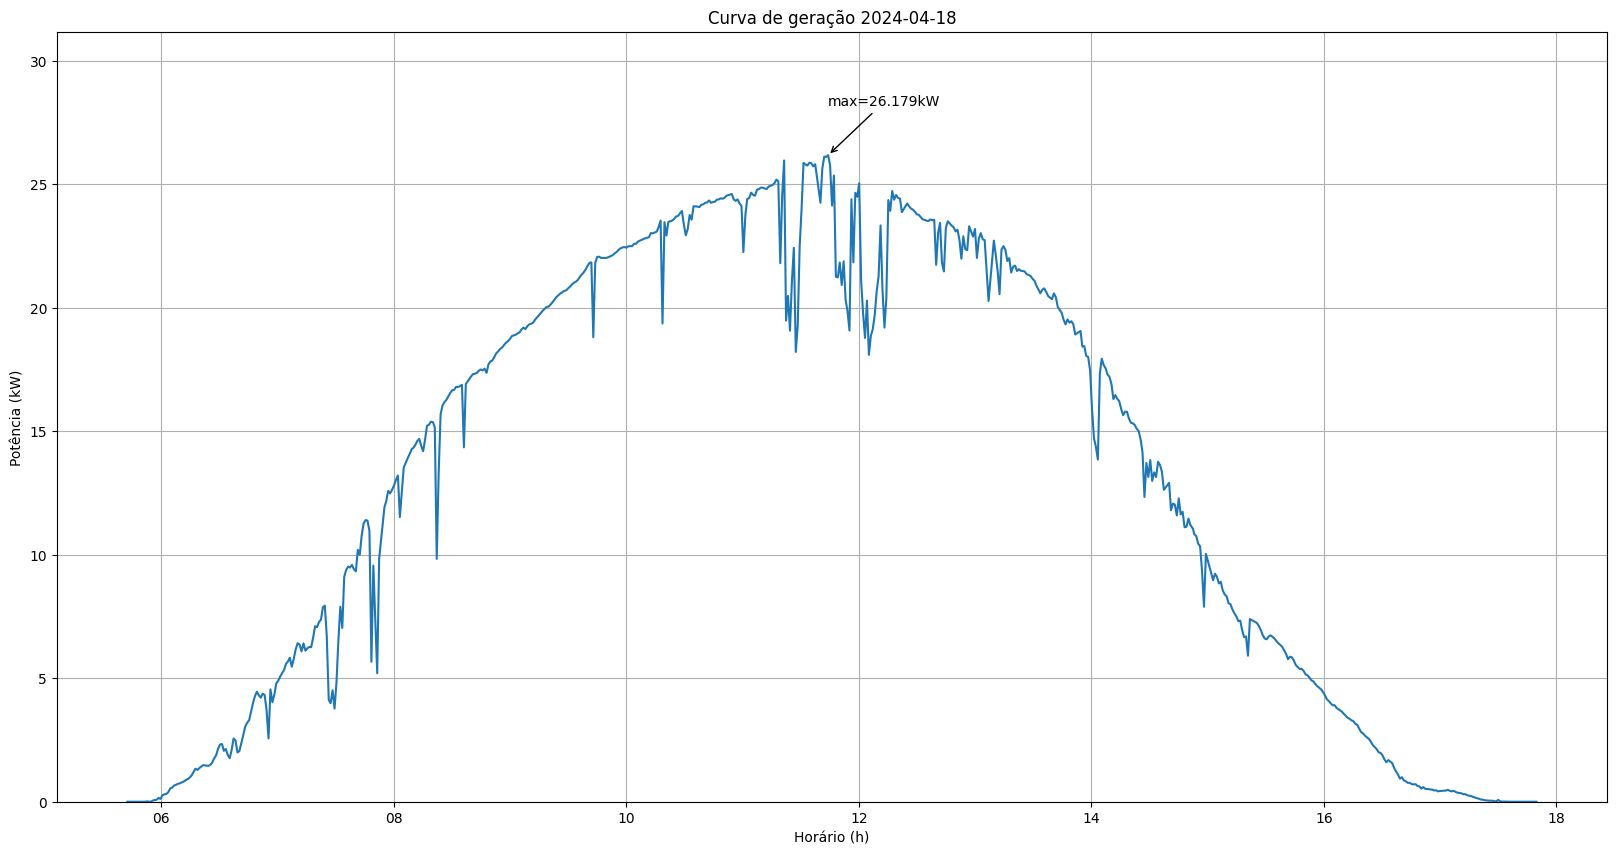 Curva de geração 2024-04-18
30
max=26.179kW
25
20
15
Potência (kW)
10
5
0
06 08 10 12 14 16 18
Horário (h)